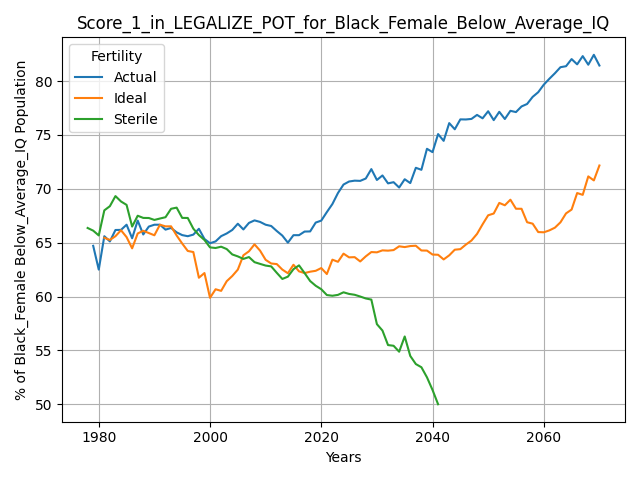 Score_1_in_LEGALIZE_POT_for_Black_Female_Below_Average_IQ
Fertility
Actual
Ideal
Sterile
% of Black_Female Below_Average_IQ Population
80
75
70
65
60
55
50
1980
2000
2020
2040
2060
Years